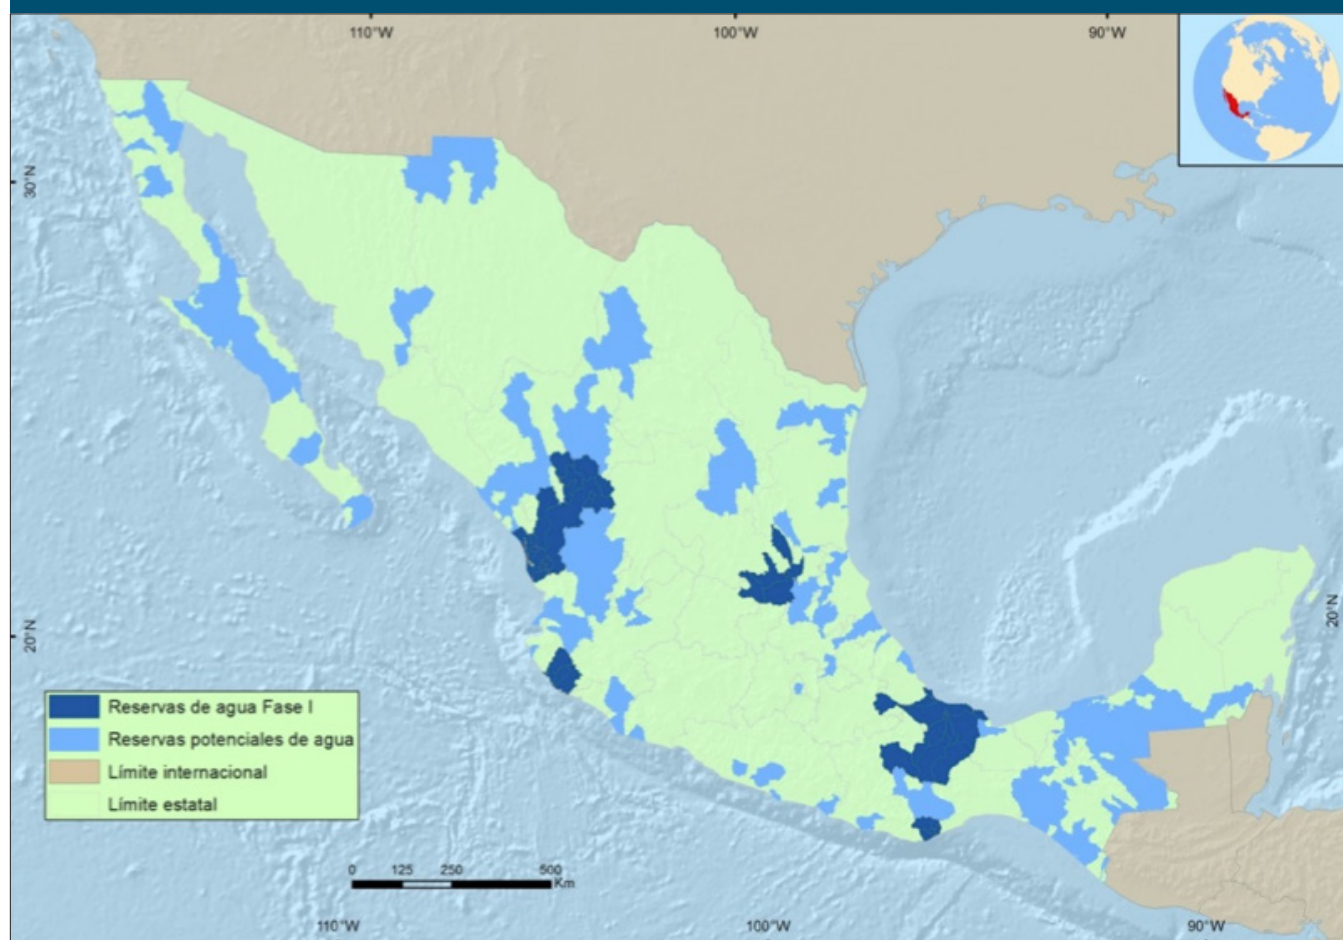 110°W
100°W
90°W
30°N
20°N
20°N
Reservas de agua Fase I
Reservas potenciales de agua
Límite internacional
Límite estatal
0 125 250 500
Km
110°W
100°W
90°W